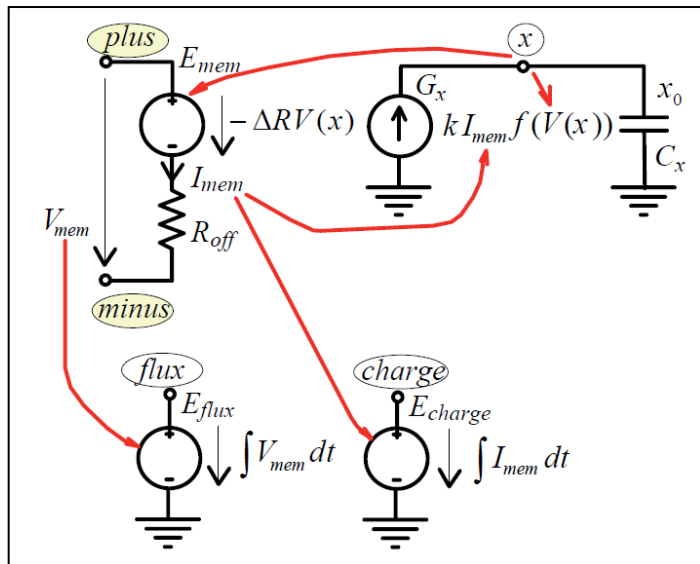 plus
E_mem
−ΔRV(x)
I_mem
V_mem
R_off
minus
x
G_x
k I_mem f(V(x))
x_0
C_x
flux
E_flux
∫ V_mem dt
charge
E_charge
∫ I_mem dt